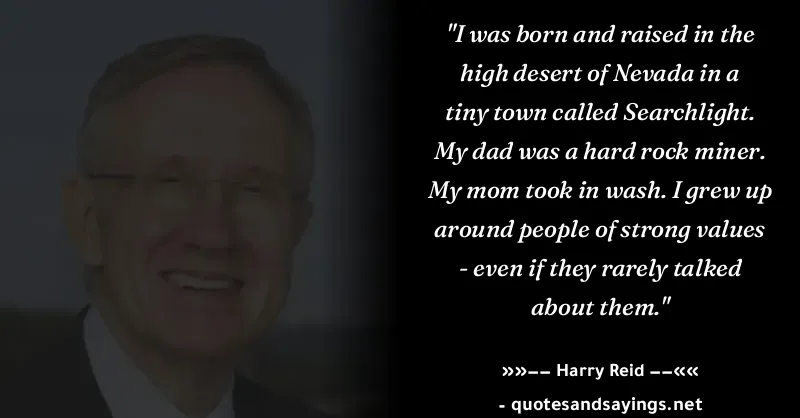 "I was born and raised in the
high desert of Nevada in a
tiny town called Searchlight.
My dad was a hard rock miner.
My mom took in wash. I grew up
around people of strong values
- even if they rarely talked
about them."
»»−− Harry Reid −−««
- quotesandsayings.net